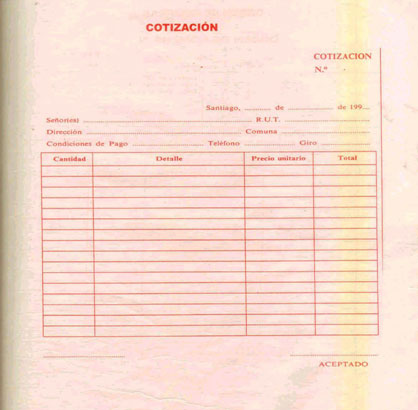 COTIZACIÓN
COTIZACION
N.º
Santiago, ............ de .................... de 199....
Señor(es) .................... R.U.T. ....................
Dirección .................... Comuna ....................
Condiciones de Pago .................... Teléfono .................... Giro ....................
Cantidad Detalle Precio unitario Total
ACEPTADO